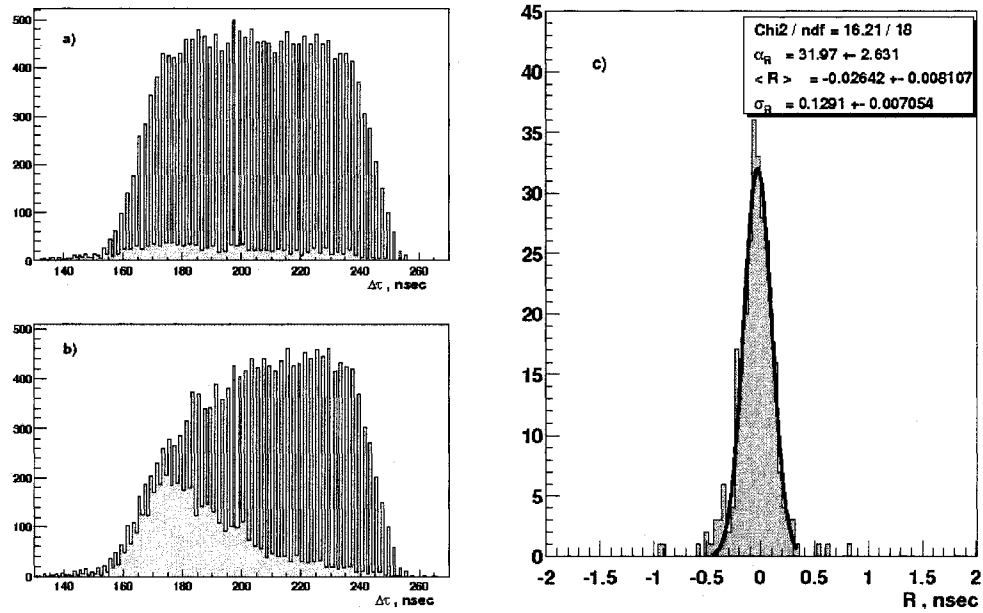 a)
500
400
300
200
100
0
140 160 180 200 220 240 260
Δτ , nsec
b)
500
400
300
200
100
0
140 160 180 200 220 240 260
Δτ , nsec
c)
Chi2 / ndf = 16.21 / 18
α_R = 31.97 +- 2.631
< R > = -0.02642 +- 0.008107
σ_R = 0.1291 +- 0.007054
45
40
35
30
25
20
15
10
5
0
-2 -1.5 -1 -0.5 0 0.5 1 1.5 2
R , nsec